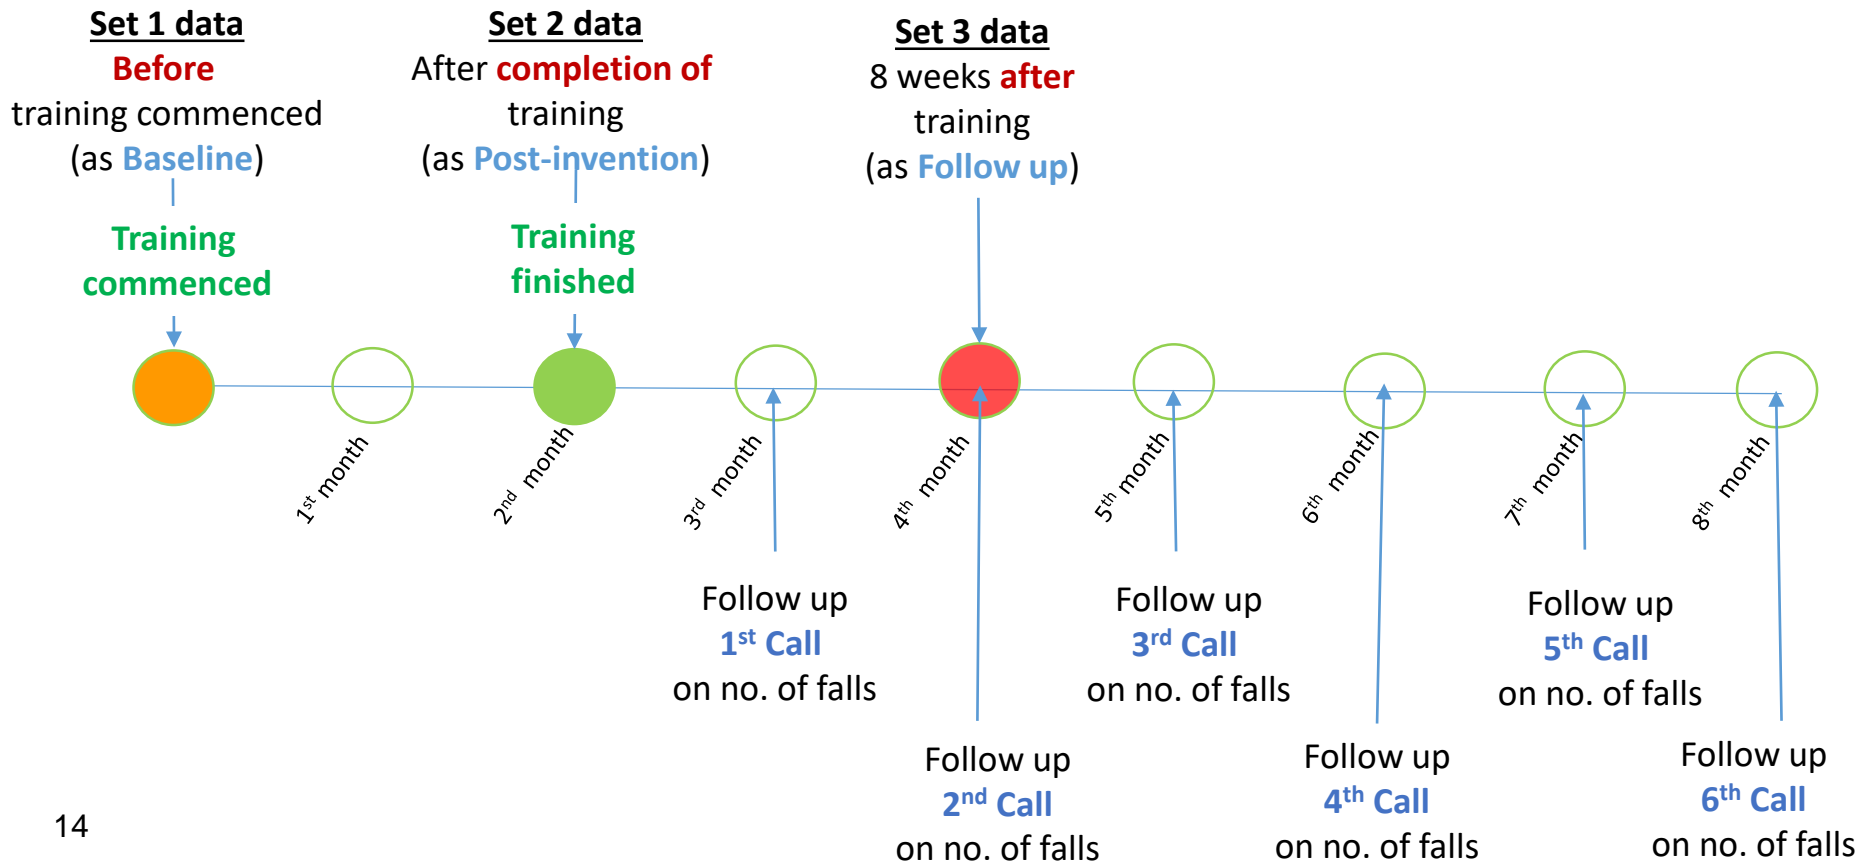 Set 1 data
Before
training commenced
(as Baseline)
Training
commenced
Set 2 data
After completion of
training
(as Post-invention)
Training
finished
Set 3 data
8 weeks after
training
(as Follow up)
1st month
2nd month
3rd month
4th month
5th month
6th month
7th month
8th month
Follow up
1st Call
on no. of falls
Follow up
2nd Call
on no. of falls
Follow up
3rd Call
on no. of falls
Follow up
4th Call
on no. of falls
Follow up
5th Call
on no. of falls
Follow up
6th Call
on no. of falls
14